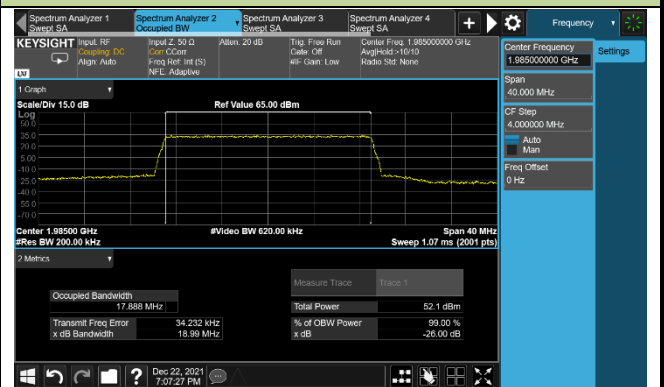 Spectrum Analyzer 1
Swept SA
Spectrum Analyzer 2
Occupied BW
Spectrum Analyzer 3
Swept SA
Spectrum Analyzer 4
Swept SA
+
Frequency
KEYSIGHT
LXI
Input: RF
Coupling: DC
Align: Auto
Input Z: 50 Ω
Corr CCorr
Freq Ref: Int (S)
NFE: Adaptive
Atten: 20 dB
Trig: Free Run
Gate: Off
#IF Gain: Low
Center Freq: 1.985000000 GHz
Avg|Hold:>10/10
Radio Std: None
Center Frequency
1.985000000 GHz
Settings
Span
40.000 MHz
CF Step
4.000000 MHz
Auto
Man
Freq Offset
0 Hz
1 Graph
Scale/Div 15.0 dB
Ref Value 65.00 dBm
Log
50.0
35.0
20.0
5.00
-10.0
-25.0
-40.0
-55.0
-70.0
Center 1.98500 GHz
#Video BW 620.00 kHz
Span 40 MHz
#Res BW 200.00 kHz
Sweep 1.07 ms (2001 pts)
2 Metrics
Measure Trace
Trace 1
Occupied Bandwidth
17.888 MHz
Total Power
52.1 dBm
Transmit Freq Error
34.232 kHz
% of OBW Power
99.00 %
x dB Bandwidth
18.99 MHz
x dB
-26.00 dB
?
Dec 22, 2021
7:07:27 PM